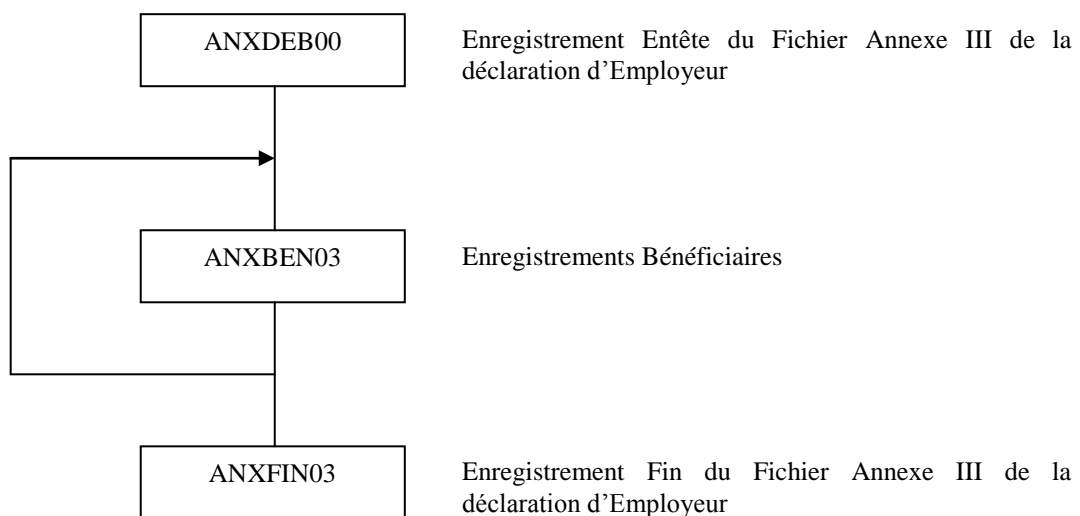 ANXDEB00
Enregistrement Entête du Fichier Annexe III de la
déclaration d’Employeur
ANXBEN03
Enregistrements Bénéficiaires
ANXFIN03
Enregistrement Fin du Fichier Annexe III de la
déclaration d’Employeur